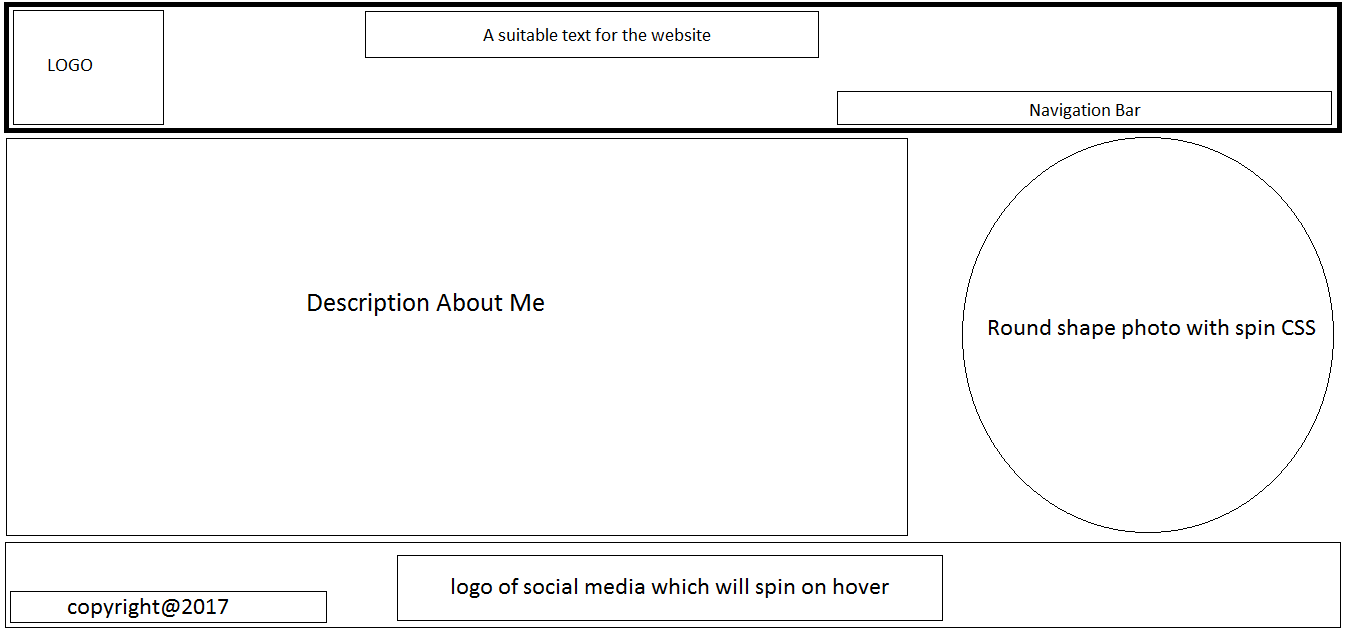 A suitable text for the website
LOGO
Navigation Bar
Description About Me
Round shape photo with spin CSS
logo of social media which will spin on hover
copyright@2017